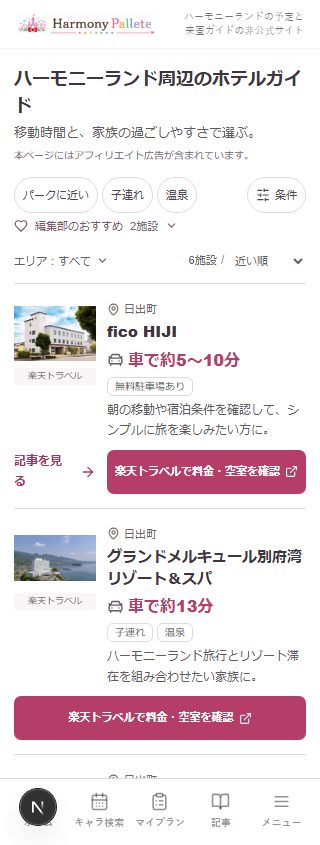 Harmony Pallete
ハーモニーランドの予定と
来園ガイドの非公式サイト
ハーモニーランド周辺のホテルガイ
ド
移動時間と、家族の過ごしやすさで選ぶ。
本ページにはアフィリエイト広告が含まれています。
パークに近い 子連れ 温泉 条件
編集部のおすすめ 2施設
エリア：すべて 6施設 / 近い順
日出町
fico HIJI
車で約5〜10分
無料駐車場あり
朝の移動や宿泊条件を確認して、シ
ンプルに旅を楽しみたい方に。
楽天トラベル
記事を見
る
楽天トラベルで料金・空室を確認
日出町
グランドメルキュール別府湾
リゾート＆スパ
車で約13分
子連れ 温泉
ハーモニーランド旅行とリゾート滞
在を組み合わせたい家族に。
楽天トラベル
楽天トラベルで料金・空室を確認
N
キャラ検索 マイプラン 記事 メニュー